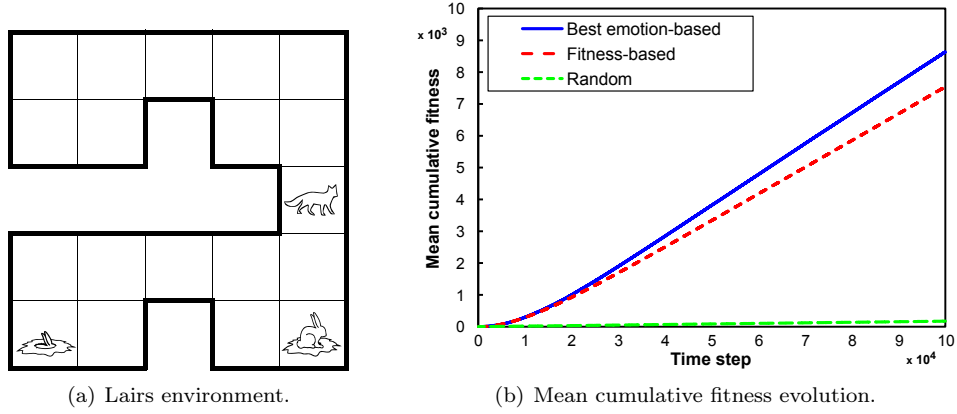 × 10³
10
9
8
7
6
5
4
3
2
1
0
Mean cumulative fitness
Best emotion-based
Fitness-based
Random
0 1 2 3 4 5 6 7 8 9 10
Time step
× 10⁴
(a) Lairs environment.
(b) Mean cumulative fitness evolution.